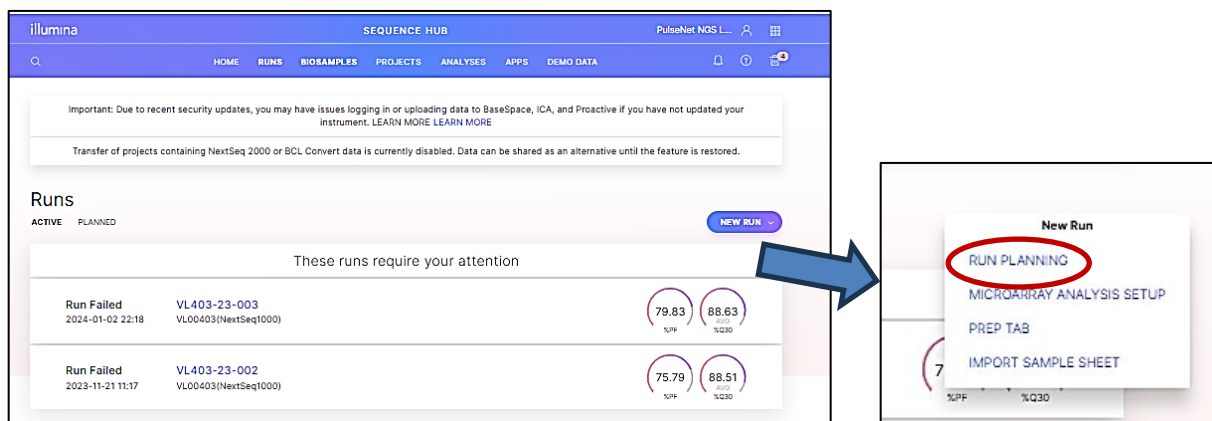 illumına
SEQUENCE HUB
PulseNet NGS L...
HOME RUNS BIOSAMPLES PROJECTS ANALYSES APPS DEMO DATA
4
Important: Due to recent security updates, you may have issues logging in or uploading data to BaseSpace, ICA, and Proactive if you have not updated your
instrument. LEARN MORE LEARN MORE
Transfer of projects containing NextSeq 2000 or BCL Convert data is currently disabled. Data can be shared as an alternative until the feature is restored.
Runs
ACTIVE PLANNED
NEW RUN
These runs require your attention
Run Failed VL403-23-003
2024-01-02 22:18 VL00403(NextSeq1000)
79.83 88.63
AVG
%PF %Q30
Run Failed VL403-23-002
2023-11-21 11:17 VL00403(NextSeq1000)
75.79 88.51
AVG
%PF %Q30
New Run
RUN PLANNING
MICROARRAY ANALYSIS SETUP
PREP TAB
IMPORT SAMPLE SHEET
7
%PF %Q30